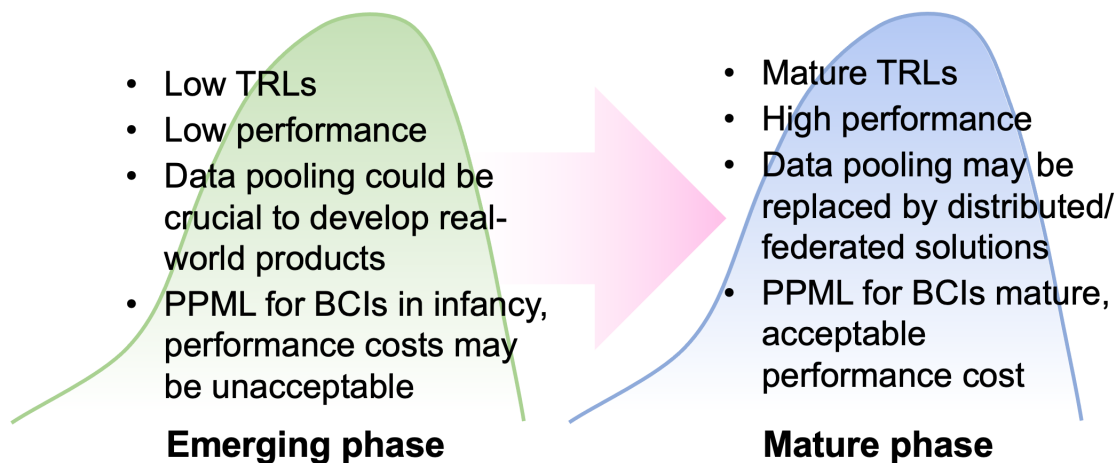 • Low TRLs
• Low performance
• Data pooling could be
crucial to develop real-
world products
• PPML for BCIs in infancy,
performance costs may
be unacceptable
Emerging phase
• Mature TRLs
• High performance
• Data pooling may be
replaced by distributed/
federated solutions
• PPML for BCIs mature,
acceptable
performance cost
Mature phase